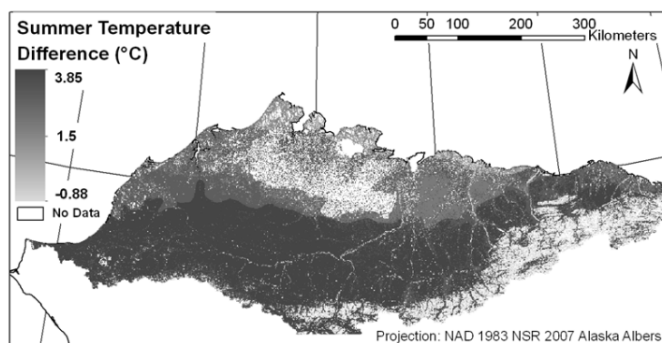 Summer Temperature
Difference (°C)
3.85
1.5
-0.88
No Data
0 50 100 200 300
Kilometers
N
Projection: NAD 1983 NSR 2007 Alaska Albers